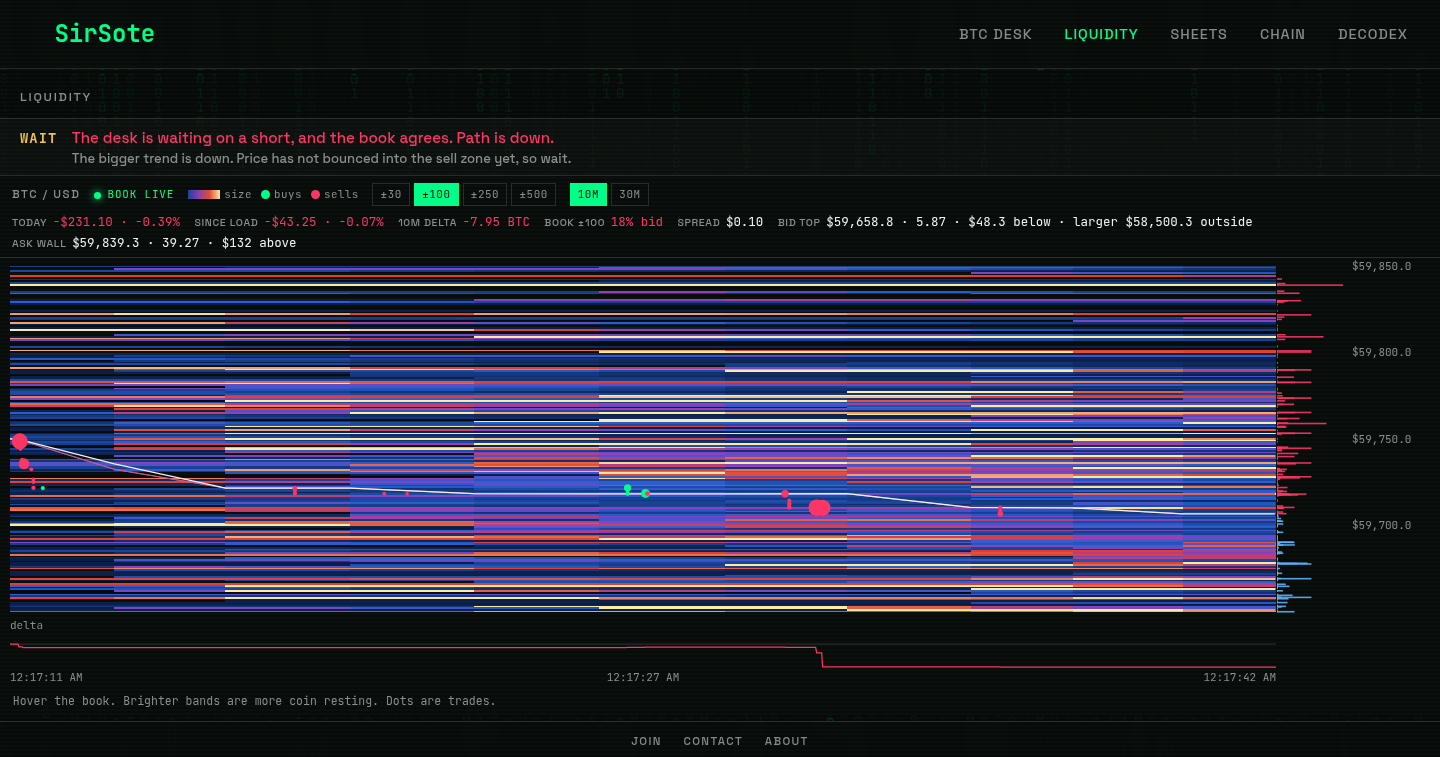 SirSote
BTC DESK LIQUIDITY SHEETS CHAIN DECODEX
LIQUIDITY
WAIT The desk is waiting on a short, and the book agrees. Path is down.
The bigger trend is down. Price has not bounced into the sell zone yet, so wait.
BTC / USD BOOK LIVE size buys sells ±30 ±100 ±250 ±500 10M 30M
TODAY -$231.10 · -0.39% SINCE LOAD -$43.25 · -0.07% 10M DELTA -7.95 BTC BOOK ±100 18% bid SPREAD $0.10 BID TOP $59,658.8 · 5.87 · $48.3 below · larger $58,500.3 outside
ASK WALL $59,839.3 · 39.27 · $132 above
$59,850.0
$59,800.0
$59,750.0
$59,700.0
delta
12:17:11 AM 12:17:27 AM 12:17:42 AM
Hover the book. Brighter bands are more coin resting. Dots are trades.
JOIN CONTACT ABOUT